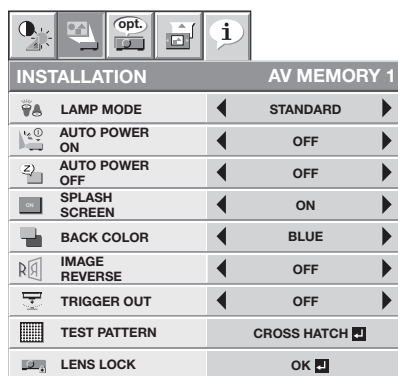 opt.
i
INSTALLATION AV MEMORY 1
LAMP MODE STANDARD
AUTO POWER
ON OFF
AUTO POWER
OFF OFF
SPLASH
SCREEN ON
BACK COLOR BLUE
IMAGE
REVERSE OFF
TRIGGER OUT OFF
TEST PATTERN CROSS HATCH
LENS LOCK OK